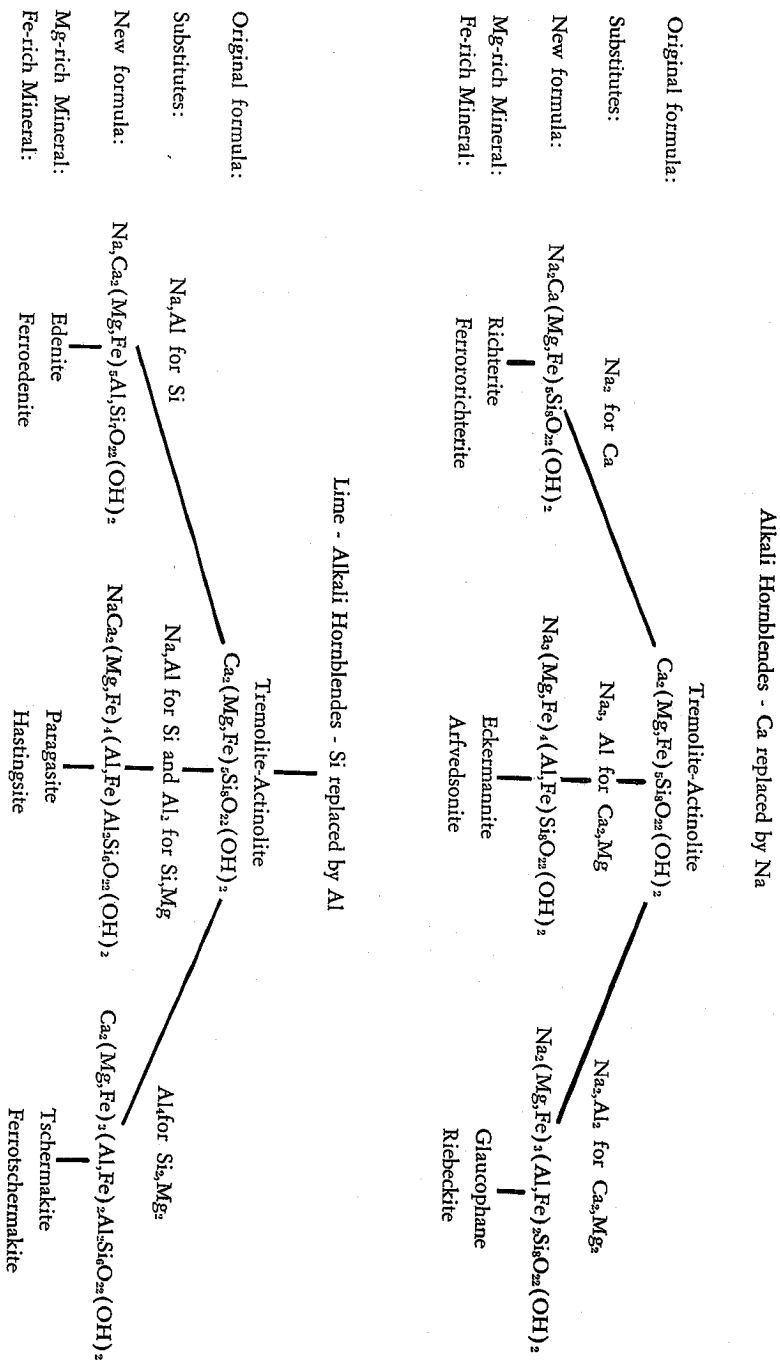 Alkali Hornblendes - Ca replaced by Na
Tremolite-Actinolite
Original formula: Ca₂(Mg,Fe)₅Si₈O₂₂(OH)₂
Substitutes: Na₂ for Ca Na₃, Al for Ca₂,Mg Na₂,Al₂ for Ca₂,Mg₂
New formula: Na₂Ca(Mg,Fe)₅Si₈O₂₂(OH)₂ Na₃(Mg,Fe)₄(Al,Fe)Si₈O₂₂(OH)₂ Na₂(Mg,Fe)₃(Al,Fe)₂Si₈O₂₂(OH)₂
Mg-rich Mineral: Richterite Eckermannite Glaucophane
Fe-rich Mineral: Ferrororichterite Arfvedsonite Riebeckite
Lime - Alkali Hornblendes - Si replaced by Al
Tremolite-Actinolite
Original formula: Ca₂(Mg,Fe)₅Si₈O₂₂(OH)₂
Substitutes: Na,Al for Si Na,Al for Si and Al₂ for Si,Mg Al₄for Si₂,Mg₂
New formula: Na,Ca₂(Mg,Fe)₅Al,Si₇O₂₂(OH)₂ NaCa₂(Mg,Fe)₄(Al,Fe)Al₂Si₆O₂₂(OH)₂ Ca₂(Mg,Fe)₃(Al,Fe)₂Al₂Si₆O₂₂(OH)₂
Mg-rich Mineral: Edenite Paragasite Tschermakite
Fe-rich Mineral: Ferroedenite Hastingsite Ferrotschermakite